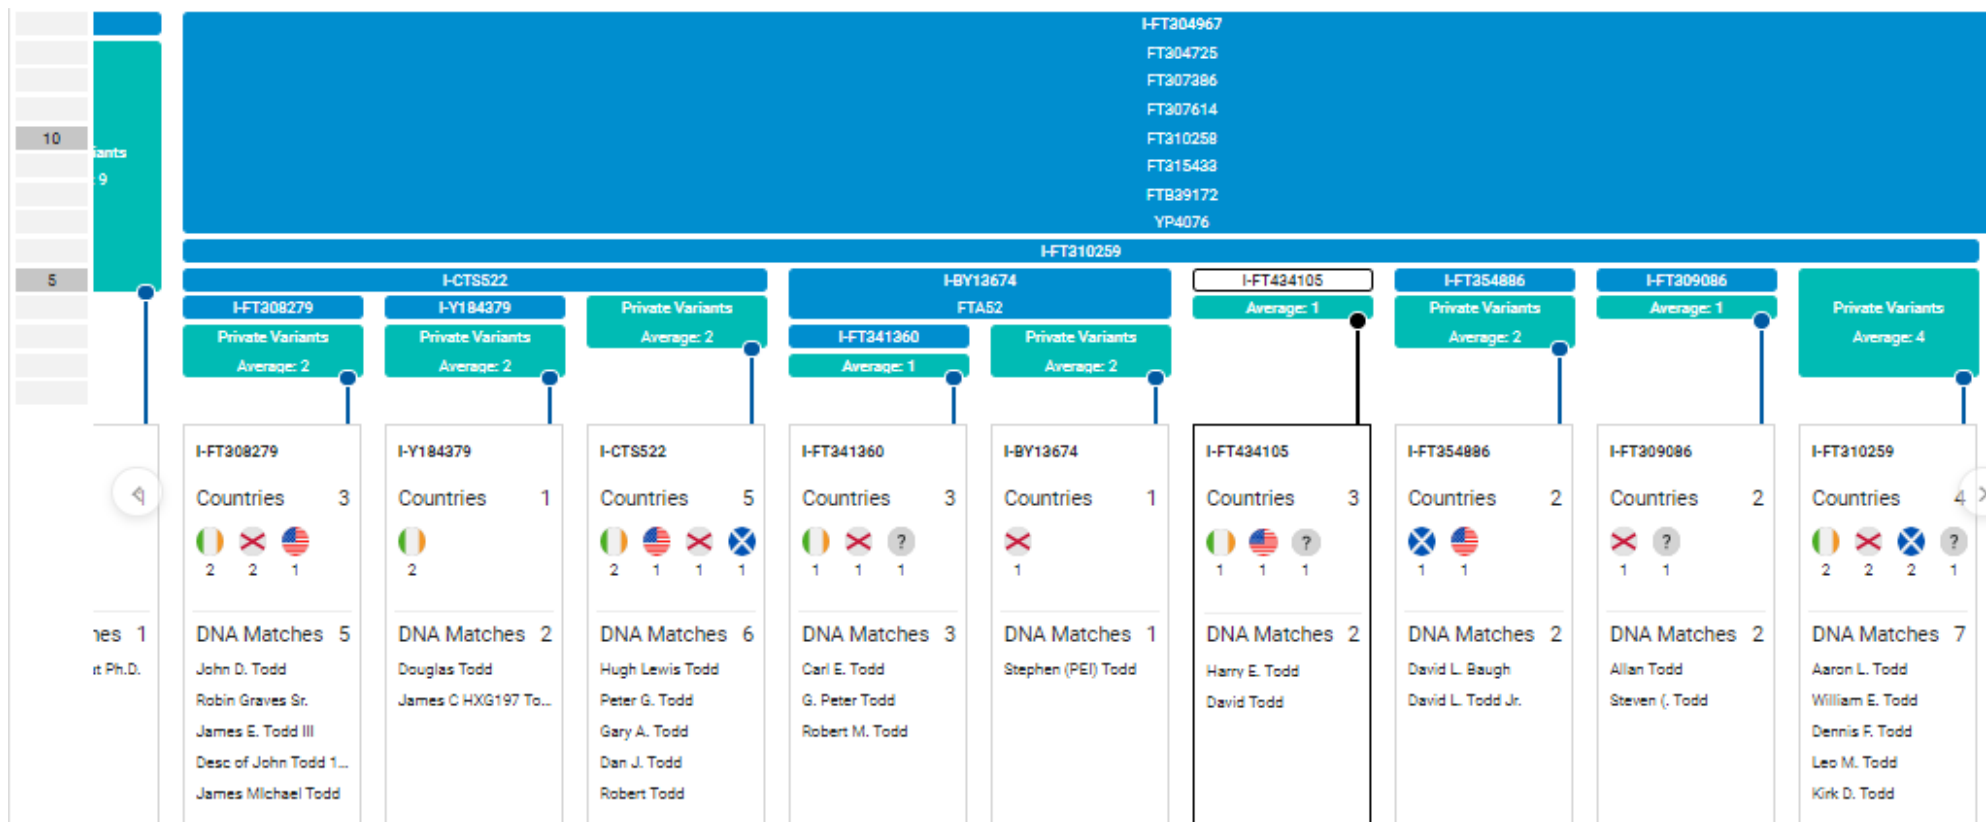 I-FT304967
FT304725
FT307386
FT307614
10
FT310258
iants
FT315433
: 9
FTB39172
YP4076
I-FT310259
5
I-CTS522
I-BY13674
I-FT434105
I-FT354886
I-FT309086
I-FT308279
I-Y184379
Private Variants
FTA52
Average: 1
Private Variants
Average: 1
Private Variants
Private Variants
Private Variants
Average: 2
I-FT341360
Private Variants
Average: 2
Average: 4
Average: 2
Average: 2
Average: 1
Average: 2
I-FT308279
Countries 3
2 2 1
DNA Matches 5
John D. Todd
Robin Graves Sr.
James E. Todd III
Desc of John Todd 1...
James Michael Todd
I-Y184379
Countries 1
2
DNA Matches 2
Douglas Todd
James C HXG197 To...
I-CTS522
Countries 5
2 1 1 1
DNA Matches 6
Hugh Lewis Todd
Peter G. Todd
Gary A. Todd
Dan J. Todd
Robert Todd
I-FT341360
Countries 3
?
1 1 1
DNA Matches 3
Carl E. Todd
G. Peter Todd
Robert M. Todd
I-BY13674
Countries 1
1
DNA Matches 1
Stephen (PEI) Todd
I-FT434105
Countries 3
?
1 1 1
DNA Matches 2
Harry E. Todd
David Todd
I-FT354886
Countries 2
1 1
DNA Matches 2
David L. Baugh
David L. Todd Jr.
I-FT309086
Countries 2
?
1 1
DNA Matches 2
Allan Todd
Steven (. Todd
I-FT310259
Countries 4
?
2 2 2 1
DNA Matches 7
Aaron L. Todd
William E. Todd
Dennis F. Todd
Leo M. Todd
Kirk D. Todd
hes 1
t Ph.D.